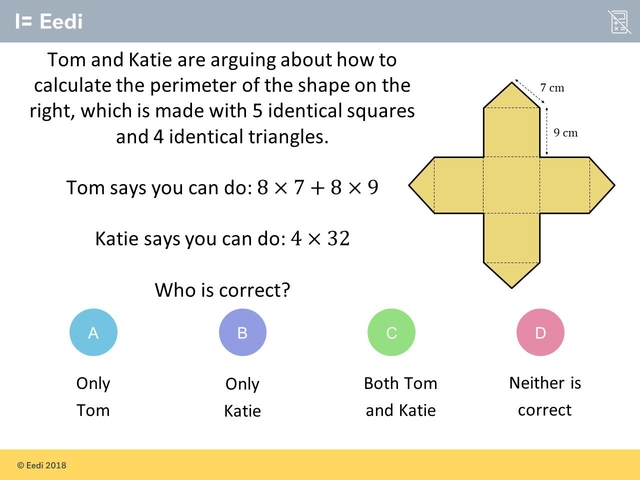 Eedi
Tom and Katie are arguing about how to
calculate the perimeter of the shape on the
right, which is made with 5 identical squares
and 4 identical triangles.
7 cm
9 cm
Tom says you can do: 8 × 7 + 8 × 9
Katie says you can do: 4 × 32
Who is correct?
A
Only
Tom
B
Only
Katie
C
Both Tom
and Katie
D
Neither is
correct
© Eedi 2018